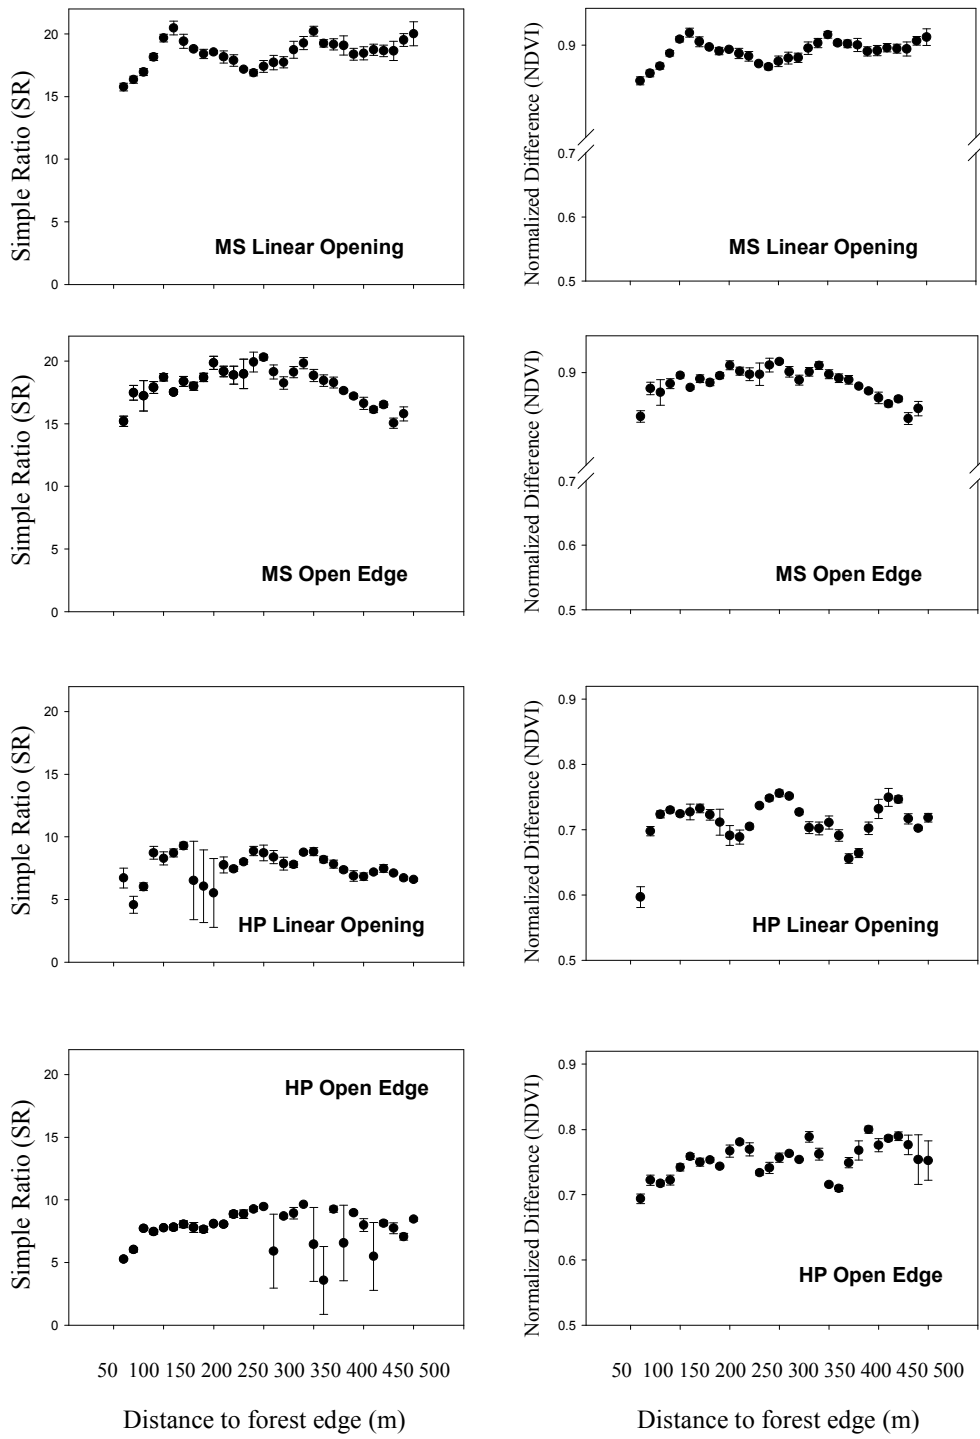 Simple Ratio (SR)
20
15
10
5
0
MS Linear Opening
Normalized Difference (NDVI)
0.9
0.7
0.6
0.5
MS Linear Opening
Simple Ratio (SR)
20
15
10
5
0
MS Open Edge
Normalized Difference (NDVI)
0.9
0.7
0.6
0.5
MS Open Edge
Simple Ratio (SR)
20
15
10
5
0
HP Linear Opening
Normalized Difference (NDVI)
0.9
0.8
0.7
0.6
0.5
HP Linear Opening
Simple Ratio (SR)
20
15
10
5
0
HP Open Edge
Normalized Difference (NDVI)
0.9
0.8
0.7
0.6
0.5
HP Open Edge
50 100 150 200 250 300 350 400 450 500
Distance to forest edge (m)
50 100 150 200 250 300 350 400 450 500
Distance to forest edge (m)